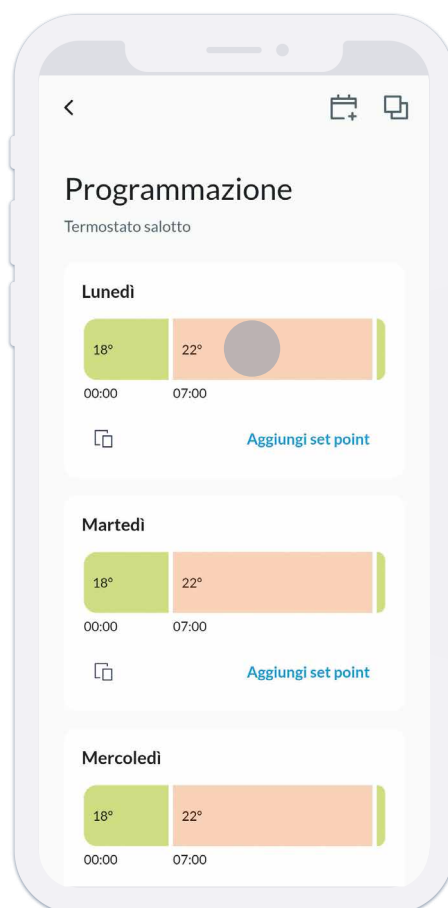 Programmazione
Termostato salotto
Lunedì
18° 22°
00:00 07:00
Aggiungi set point
Martedì
18° 22°
00:00 07:00
Aggiungi set point
Mercoledì
18° 22°
00:00 07:00